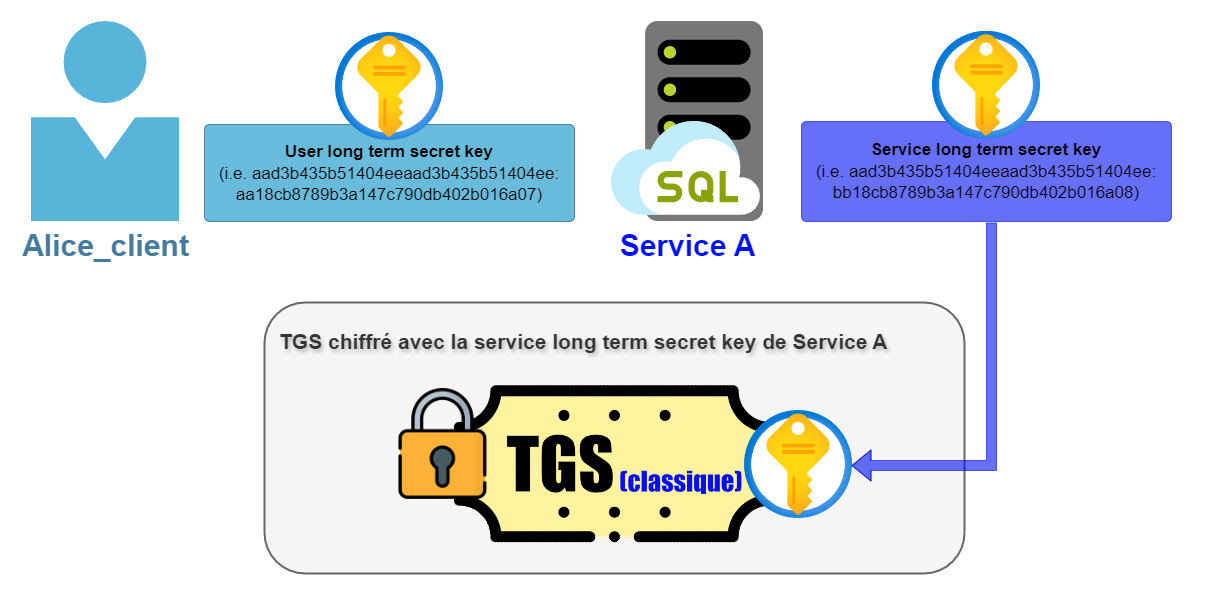 User long term secret key
(i.e. aad3b435b51404eeaad3b435b51404ee:
aa18cb8789b3a147c790db402b016a07)
Alice_client
SQL
Service A
Service long term secret key
(i.e. aad3b435b51404eeaad3b435b51404ee:
bb18cb8789b3a147c790db402b016a08)
TGS chiffré avec la service long term secret key de Service A
TGS (classique)